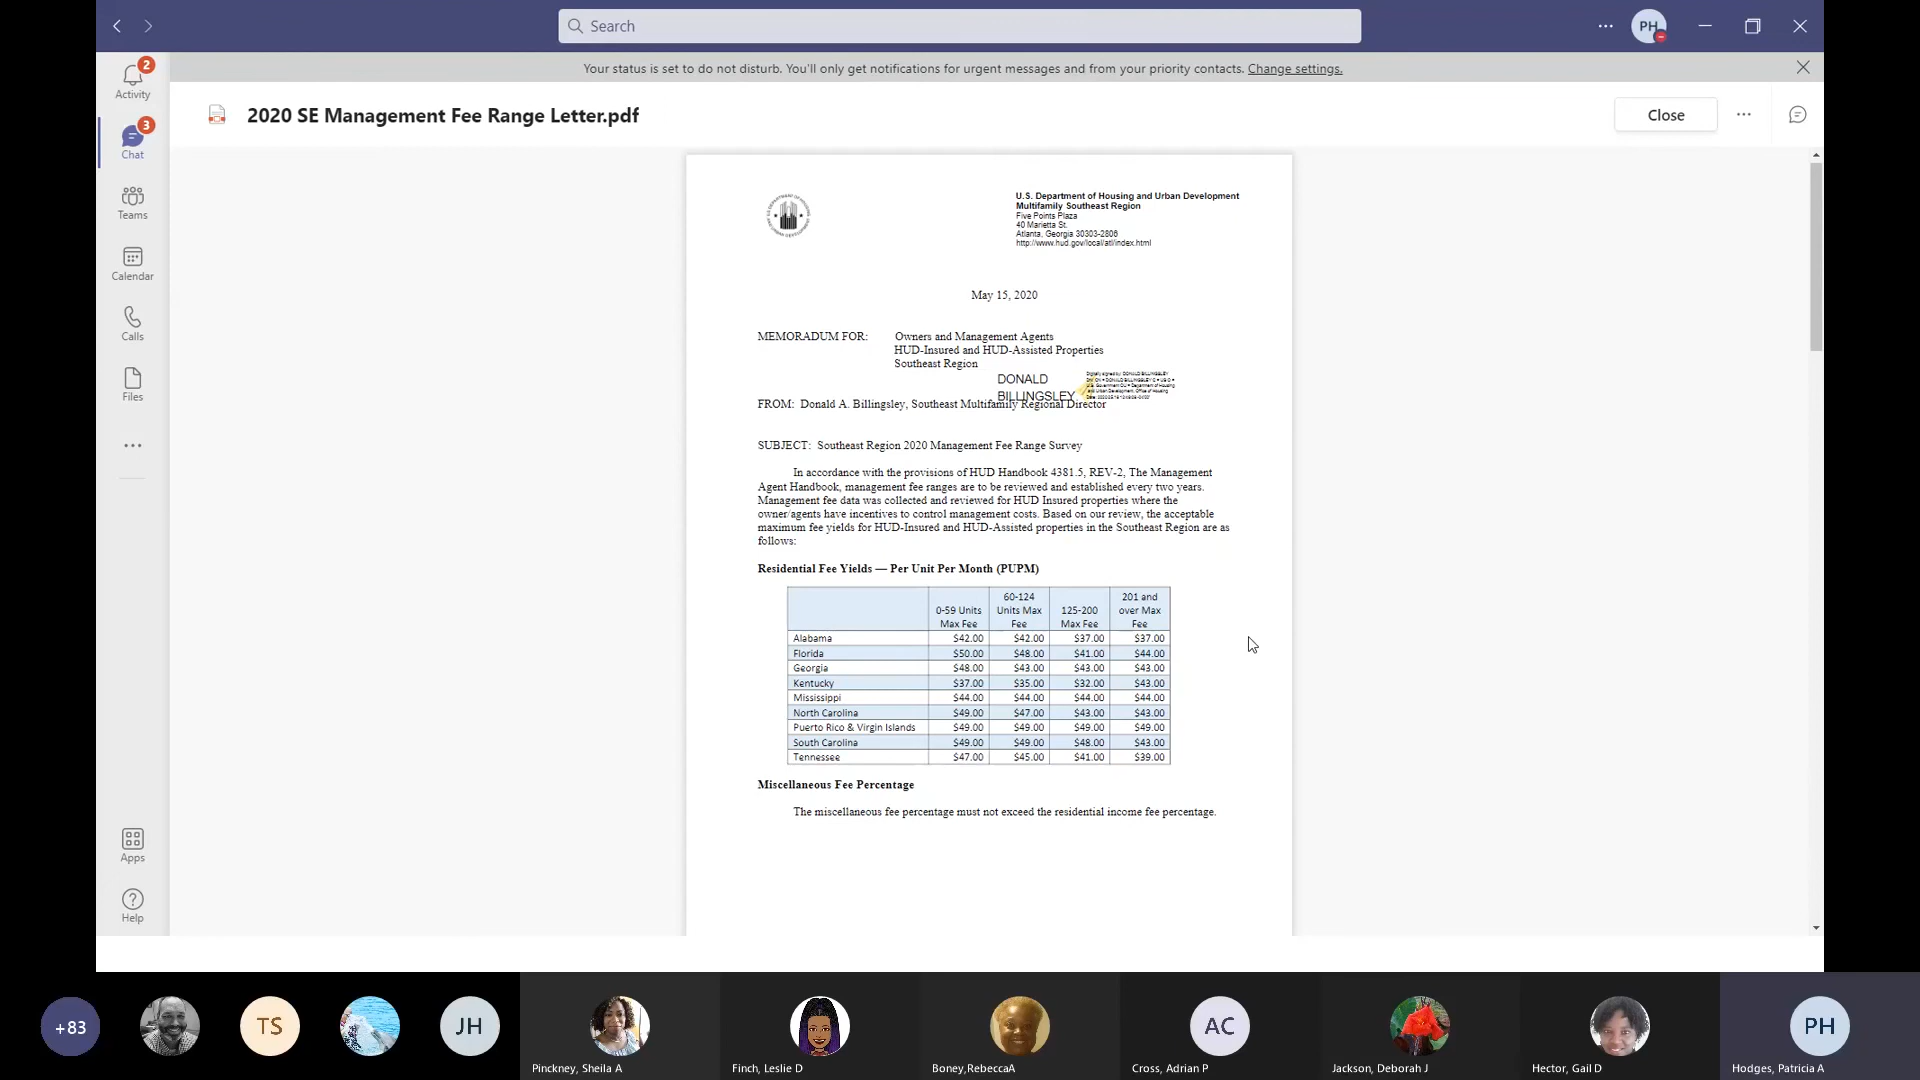 Search
PH
Your status is set to do not disturb. You'll only get notifications for urgent messages and from your priority contacts. Change settings.
2
Activity
3
Chat
Teams
Calendar
Calls
Files
Apps
Help
2020 SE Management Fee Range Letter.pdf
Close
U.S. Department of Housing and Urban Development
Multifamily Southeast Region
Five Points Plaza
40 Marietta St.
Atlanta, Georgia 30303-2806
http://www.hud.gov/local/atl/index.html
May 15, 2020
MEMORADUM FOR: Owners and Management Agents
HUD-Insured and HUD-Assisted Properties
Southeast Region
DONALD
BILLINGSLEY
FROM: Donald A. Billingsley, Southeast Multifamily Regional Director
SUBJECT: Southeast Region 2020 Management Fee Range Survey
In accordance with the provisions of HUD Handbook 4381.5, REV-2, The Management
Agent Handbook, management fee ranges are to be reviewed and established every two years.
Management fee data was collected and reviewed for HUD Insured properties where the
owner/agents have incentives to control management costs. Based on our review, the acceptable
maximum fee yields for HUD-Insured and HUD-Assisted properties in the Southeast Region are as
follows:
Residential Fee Yields — Per Unit Per Month (PUPM)
0-59 Units Max Fee 60-124 Units Max Fee 125-200 Max Fee 201 and over Max Fee
Alabama $42.00 $42.00 $37.00 $37.00
Florida $50.00 $48.00 $41.00 $44.00
Georgia $48.00 $43.00 $43.00 $43.00
Kentucky $37.00 $35.00 $32.00 $43.00
Mississippi $44.00 $44.00 $44.00 $44.00
North Carolina $49.00 $47.00 $43.00 $43.00
Puerto Rico & Virgin Islands $49.00 $49.00 $49.00 $49.00
South Carolina $49.00 $49.00 $48.00 $43.00
Tennessee $47.00 $45.00 $41.00 $39.00
Miscellaneous Fee Percentage
The miscellaneous fee percentage must not exceed the residential income fee percentage.
+83
TS
JH
AC
PH
Pinckney, Sheila A
Finch, Leslie D
Boney,RebeccaA
Cross, Adrian P
Jackson, Deborah J
Hector, Gail D
Hodges, Patricia A